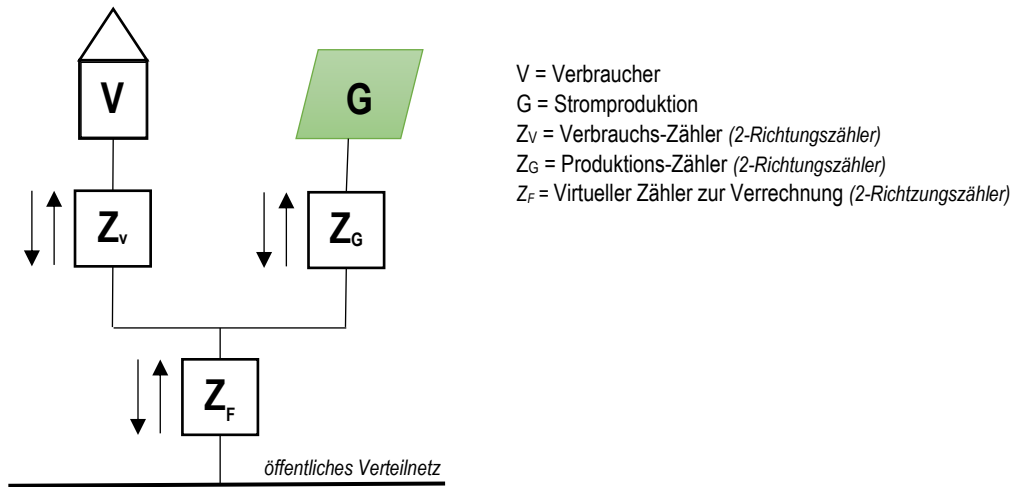 V
G
V = Verbraucher
G = Stromproduktion
ZV = Verbrauchs-Zähler (2-Richtungszähler)
ZG = Produktions-Zähler (2-Richtungszähler)
ZF = Virtueller Zähler zur Verrechnung (2-Richtzungszähler)
Zv
ZG
ZF
öffentliches Verteilnetz